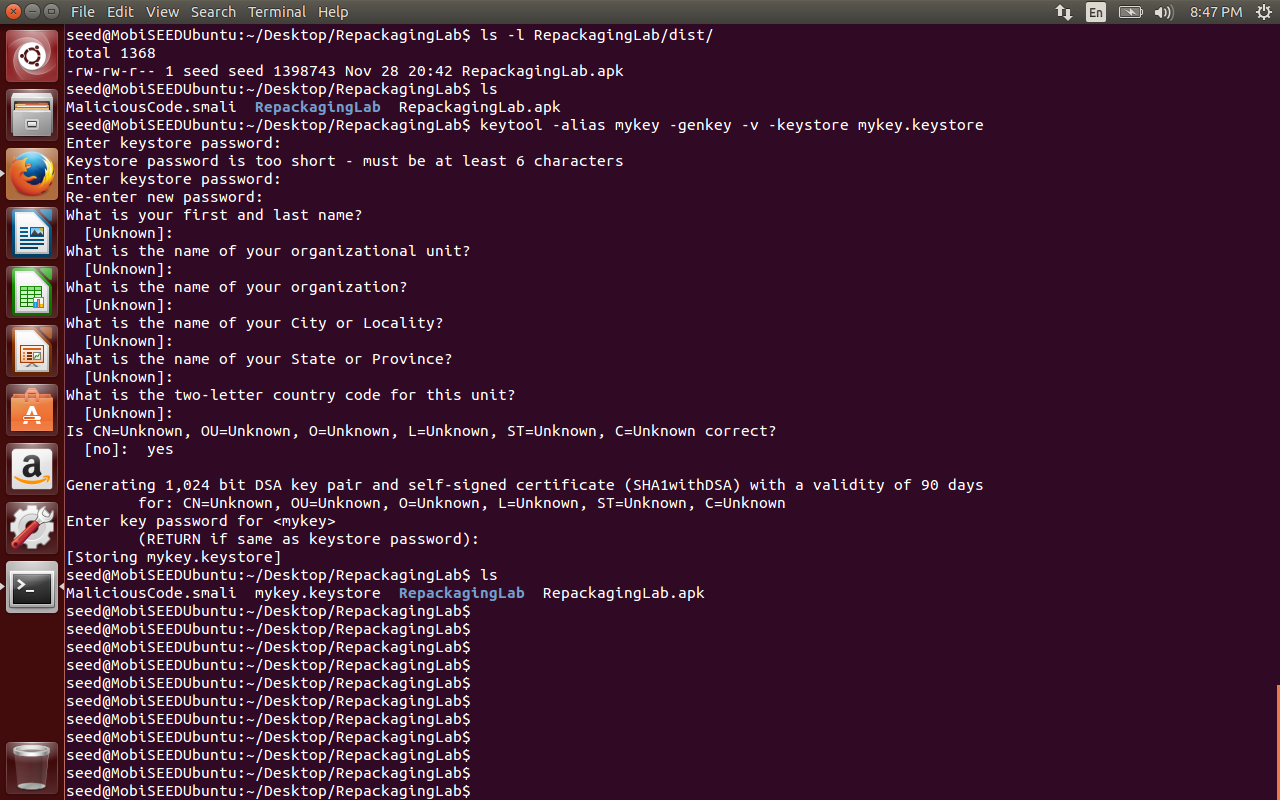 File Edit View Search Terminal Help En 8:47 PM
seed@MobiSEEDUbuntu:~/Desktop/RepackagingLab$ ls -l RepackagingLab/dist/
total 1368
-rw-rw-r-- 1 seed seed 1398743 Nov 28 20:42 RepackagingLab.apk
seed@MobiSEEDUbuntu:~/Desktop/RepackagingLab$ ls
MaliciousCode.smali  RepackagingLab  RepackagingLab.apk
seed@MobiSEEDUbuntu:~/Desktop/RepackagingLab$ keytool -alias mykey -genkey -v -keystore mykey.keystore
Enter keystore password:
Keystore password is too short - must be at least 6 characters
Enter keystore password:
Re-enter new password:
What is your first and last name?
  [Unknown]:
What is the name of your organizational unit?
  [Unknown]:
What is the name of your organization?
  [Unknown]:
What is the name of your City or Locality?
  [Unknown]:
What is the name of your State or Province?
  [Unknown]:
What is the two-letter country code for this unit?
  [Unknown]:
Is CN=Unknown, OU=Unknown, O=Unknown, L=Unknown, ST=Unknown, C=Unknown correct?
  [no]:  yes
Generating 1,024 bit DSA key pair and self-signed certificate (SHA1withDSA) with a validity of 90 days
        for: CN=Unknown, OU=Unknown, O=Unknown, L=Unknown, ST=Unknown, C=Unknown
Enter key password for <mykey>
        (RETURN if same as keystore password):
[Storing mykey.keystore]
seed@MobiSEEDUbuntu:~/Desktop/RepackagingLab$ ls
MaliciousCode.smali  mykey.keystore  RepackagingLab  RepackagingLab.apk
seed@MobiSEEDUbuntu:~/Desktop/RepackagingLab$
seed@MobiSEEDUbuntu:~/Desktop/RepackagingLab$
seed@MobiSEEDUbuntu:~/Desktop/RepackagingLab$
seed@MobiSEEDUbuntu:~/Desktop/RepackagingLab$
seed@MobiSEEDUbuntu:~/Desktop/RepackagingLab$
seed@MobiSEEDUbuntu:~/Desktop/RepackagingLab$
seed@MobiSEEDUbuntu:~/Desktop/RepackagingLab$
seed@MobiSEEDUbuntu:~/Desktop/RepackagingLab$
seed@MobiSEEDUbuntu:~/Desktop/RepackagingLab$
seed@MobiSEEDUbuntu:~/Desktop/RepackagingLab$
seed@MobiSEEDUbuntu:~/Desktop/RepackagingLab$